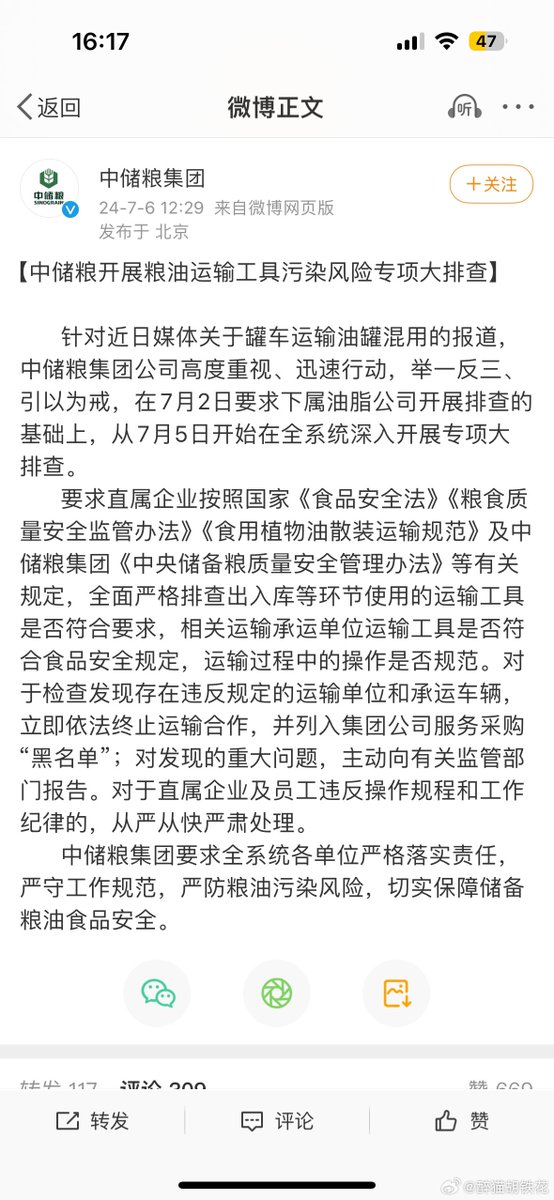 16:17
47
返回
微博正文
听
中储粮
SINOGRAIN
中储粮集团
+关注
24-7-6 12:29 来自微博网页版
发布于 北京
【中储粮开展粮油运输工具污染风险专项大排查】
针对近日媒体关于罐车运输油罐混用的报道，
中储粮集团公司高度重视、迅速行动，举一反三、
引以为戒，在7月2日要求下属油脂公司开展排查的
基础上，从7月5日开始在全系统深入开展专项大
排查。
要求直属企业按照国家《食品安全法》《粮食质
量安全监管办法》《食用植物油散装运输规范》及中
储粮集团《中央储备粮质量安全管理办法》等有关
规定，全面严格排查出入库等环节使用的运输工具
是否符合要求，相关运输承运单位运输工具是否符
合食品安全规定，运输过程中的操作是否规范。对
于检查发现存在违反规定的运输单位和承运车辆，
立即依法终止运输合作，并列入集团公司服务采购
“黑名单”；对发现的重大问题，主动向有关监管部
门报告。对于直属企业及员工违反操作规程和工作
纪律的，从严从快严肃处理。
中储粮集团要求全系统各单位严格落实责任，
严守工作规范，严防粮油污染风险，切实保障储备
粮油食品安全。
转发 117 评论 309 赞 669
转发 评论 赞
@醉猫胡铁花